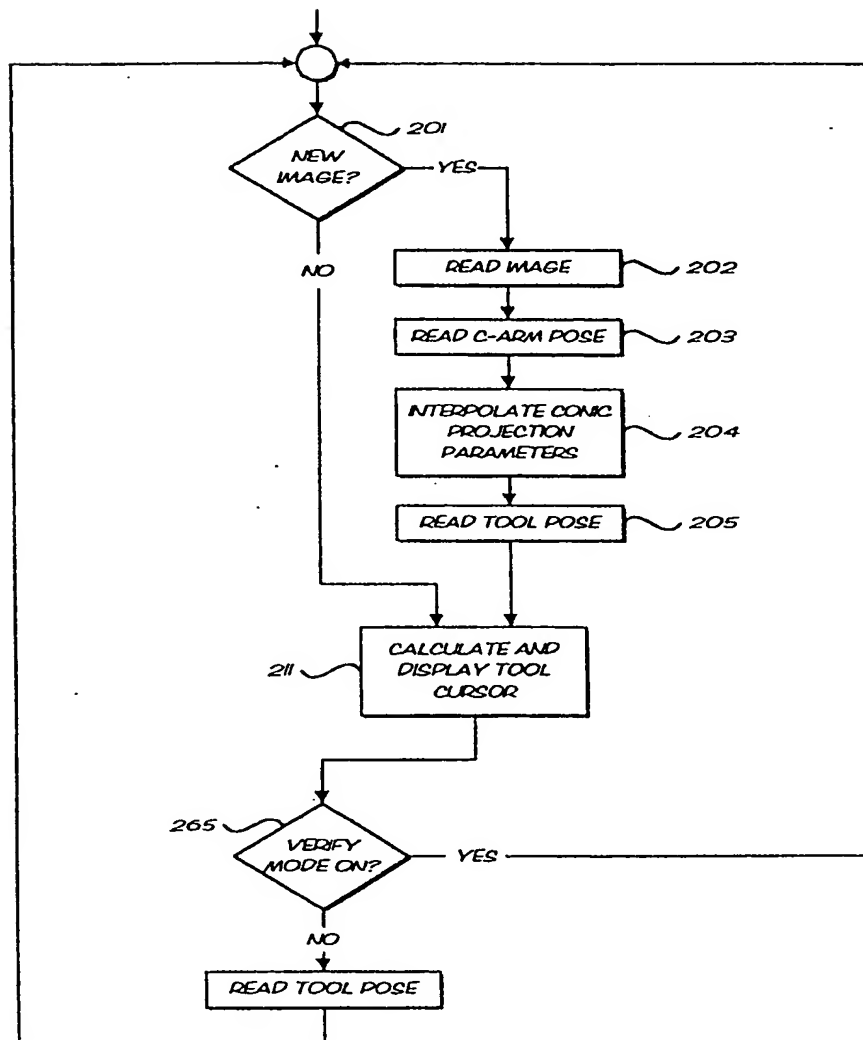 201
NEW
IMAGE?
YES
NO
READ IMAGE
202
READ C-ARM POSE
203
INTERPOLATE CONIC
PROJECTION
PARAMETERS
204
READ TOOL POSE
205
211
CALCULATE AND
DISPLAY TOOL
CURSOR
265
VERIFY
MODE ON?
YES
NO
READ TOOL POSE